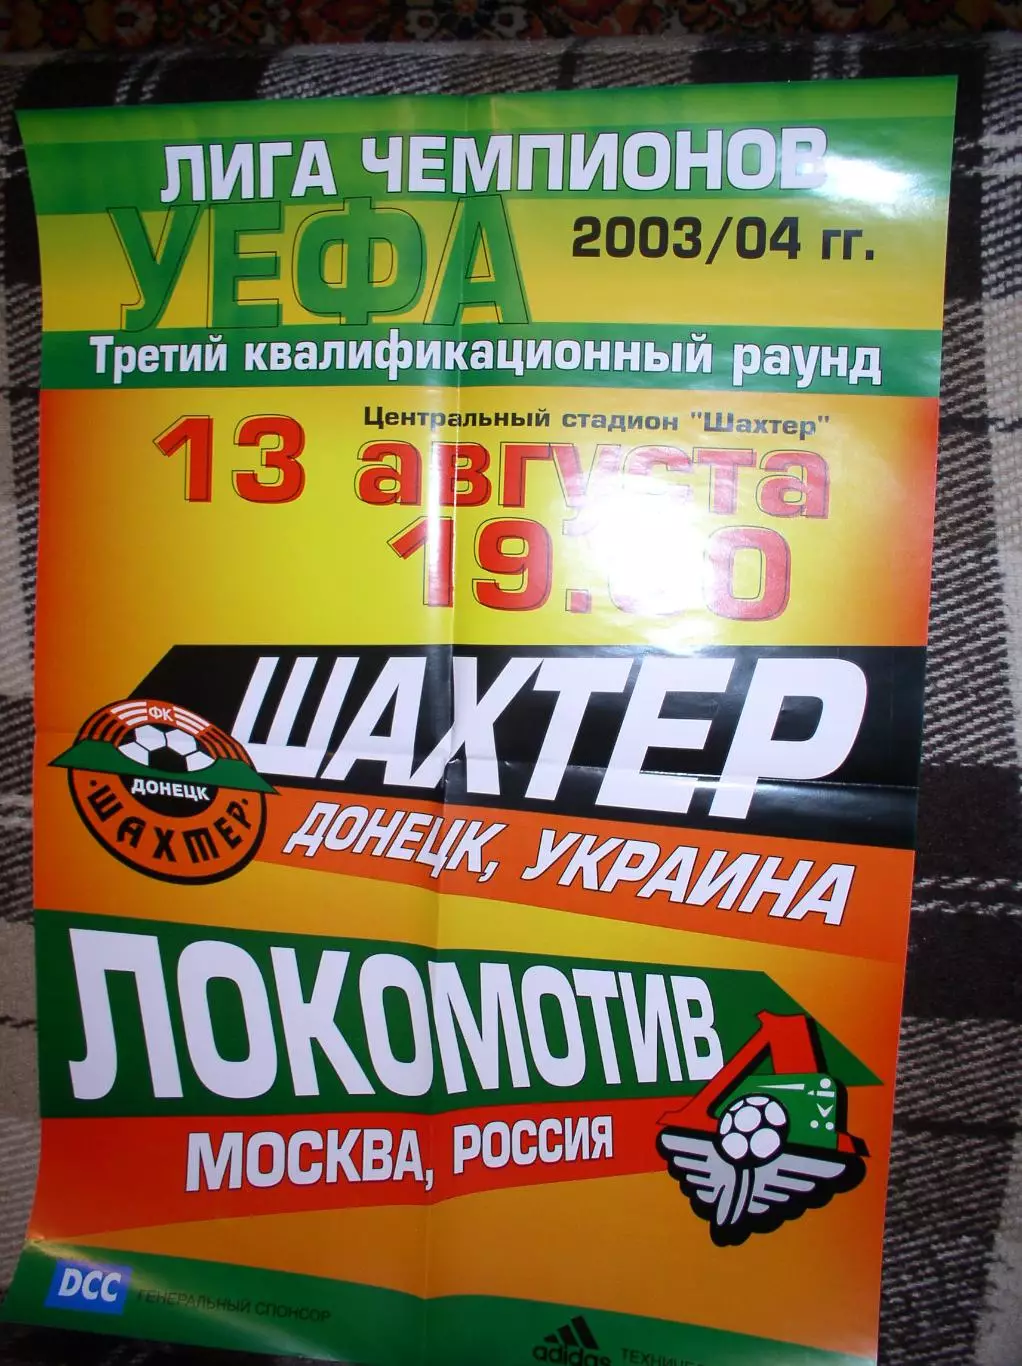 ЛИГА ЧЕМПИОНОВ
УЕФА
2003/04 гг.
Третий квалификационный раунд
Центральный стадион "Шахтер"
13 августа
19.00
ФК
ДОНЕЦК
ШАХТЕР
ШАХТЕР
ДОНЕЦК, УКРАИНА
ЛОКОМОТИВ
МОСКВА, РОССИЯ
DCC ГЕНЕРАЛЬНЫЙ СПОНСОР
adidas